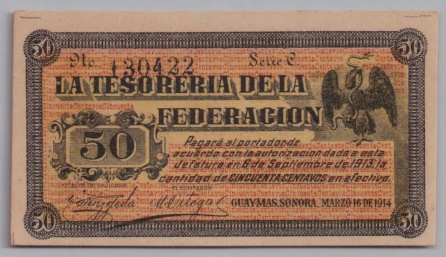 50 50
No 130422 Serie C
LA TESORERIA DE LA
FEDERACION
50
Pagará al portador de
acuerdo con la autorización dada a esta
Jefatura en 6 de Septiembre de 1913, la
cantidad de CINCUENTA CENTAVOS en efectivo.
GUAYMAS, SONORA, MARZO 16 DE 1914
50 50